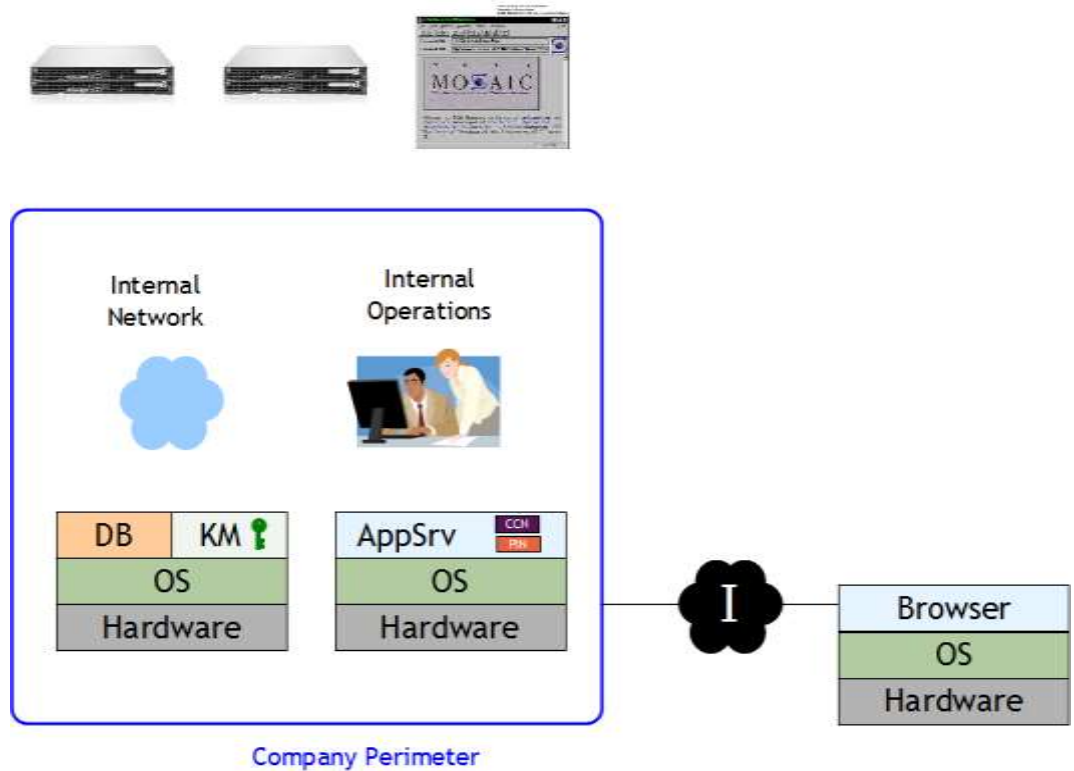 MOSAIC
Internal
Network
Internal
Operations
DB
KM
AppSrv
CCN
PIN
OS
OS
Hardware
Hardware
I
Browser
OS
Hardware
Company Perimeter